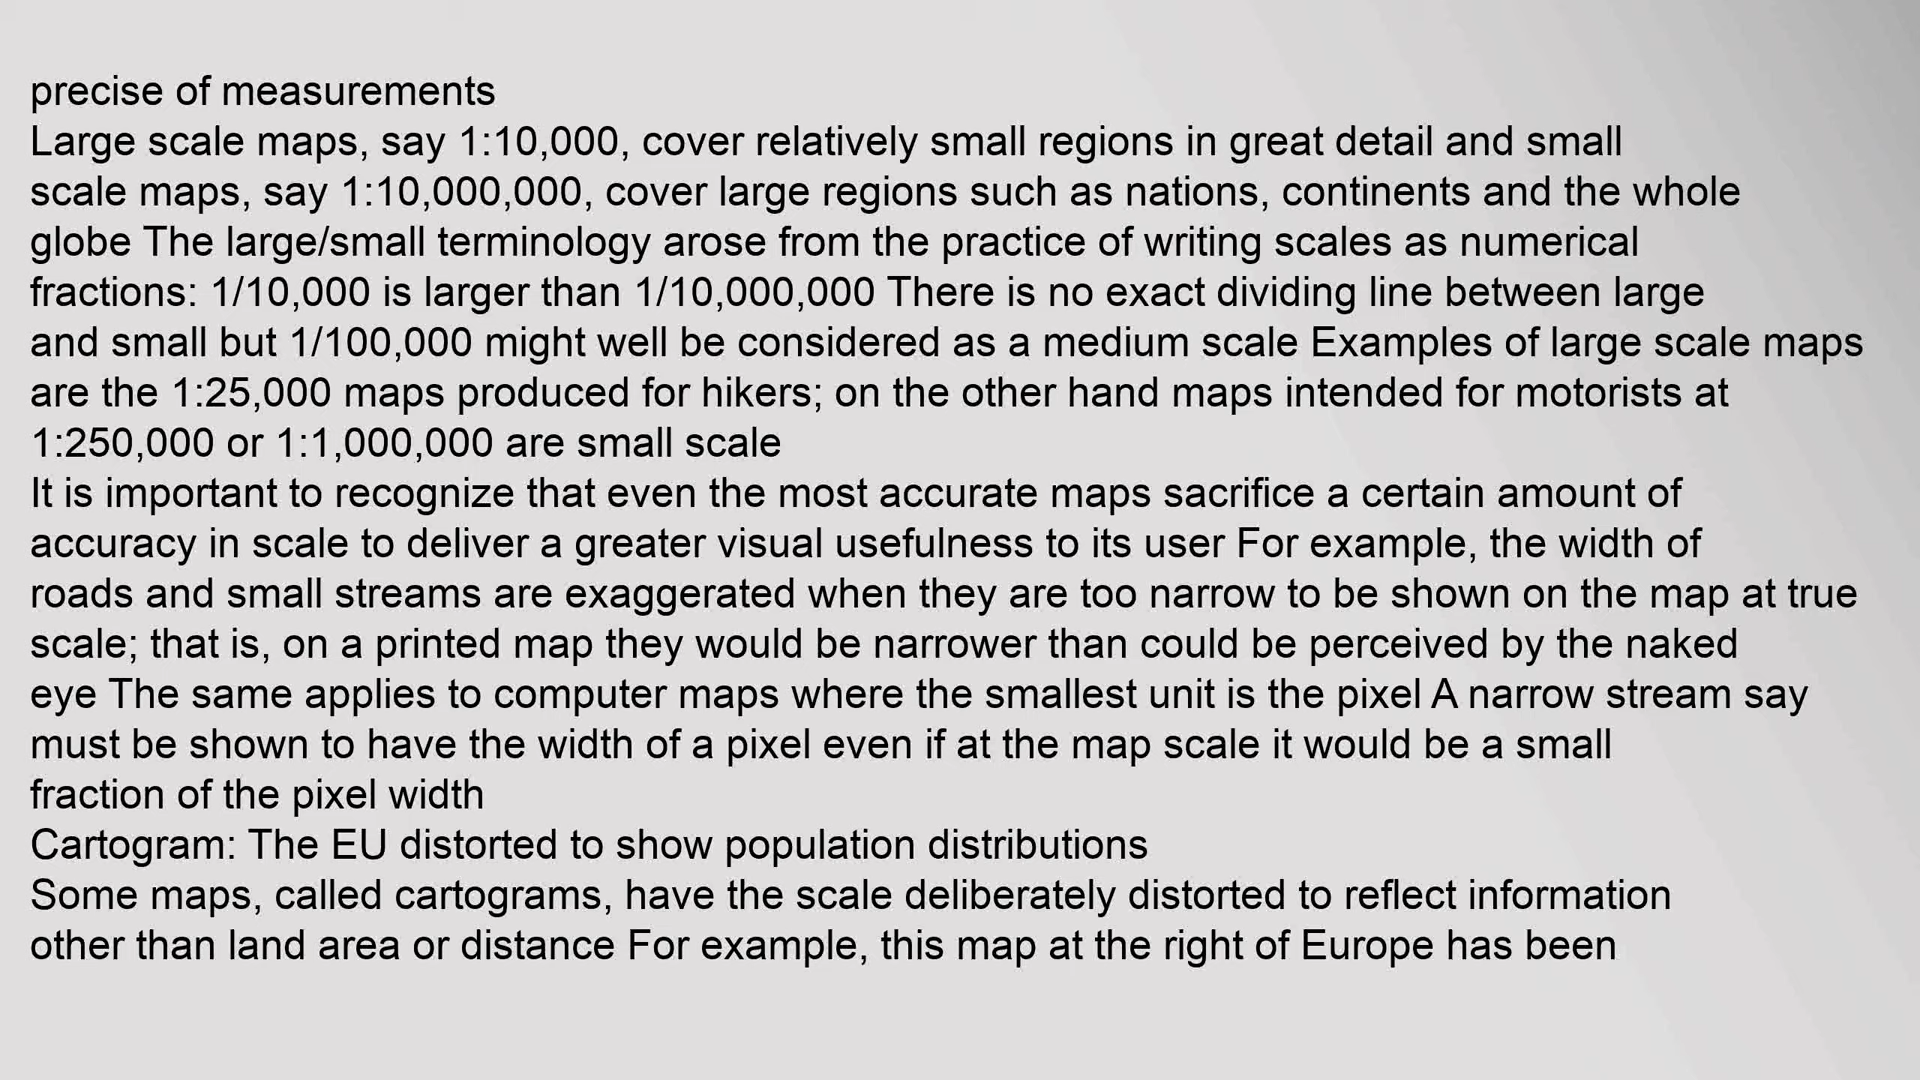 precise of measurements
Large scale maps, say 1:10,000, cover relatively small regions in great detail and small
scale maps, say 1:10,000,000, cover large regions such as nations, continents and the whole
globe The large/small terminology arose from the practice of writing scales as numerical
fractions: 1/10,000 is larger than 1/10,000,000 There is no exact dividing line between large
and small but 1/100,000 might well be considered as a medium scale Examples of large scale maps
are the 1:25,000 maps produced for hikers; on the other hand maps intended for motorists at
1:250,000 or 1:1,000,000 are small scale
It is important to recognize that even the most accurate maps sacrifice a certain amount of
accuracy in scale to deliver a greater visual usefulness to its user For example, the width of
roads and small streams are exaggerated when they are too narrow to be shown on the map at true
scale; that is, on a printed map they would be narrower than could be perceived by the naked
eye The same applies to computer maps where the smallest unit is the pixel A narrow stream say
must be shown to have the width of a pixel even if at the map scale it would be a small
fraction of the pixel width
Cartogram: The EU distorted to show population distributions
Some maps, called cartograms, have the scale deliberately distorted to reflect information
other than land area or distance For example, this map at the right of Europe has been